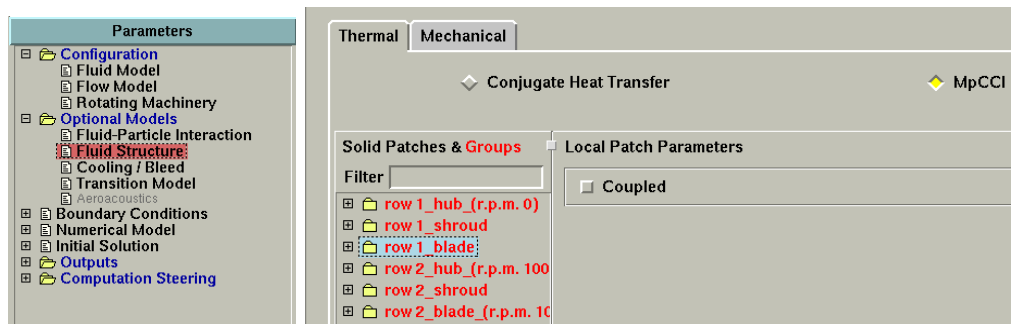 Parameters
Configuration
Fluid Model
Flow Model
Rotating Machinery
Optional Models
Fluid-Particle Interaction
Fluid Structure
Cooling / Bleed
Transition Model
Aeroacoustics
Boundary Conditions
Numerical Model
Initial Solution
Outputs
Computation Steering
Thermal Mechanical
Conjugate Heat Transfer MpCCI
Solid Patches & Groups
Filter
row 1_hub_(r.p.m. 0)
row 1_shroud
row 1_blade
row 2_hub_(r.p.m. 100
row 2_shroud
row 2_blade_(r.p.m. 10
Local Patch Parameters
Coupled